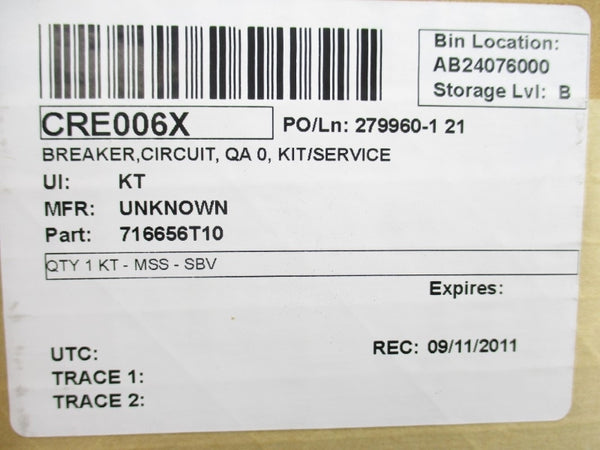 Bin Location:
AB24076000
Storage Lvl: B
CRE006X PO/Ln: 279960-1 21
BREAKER,CIRCUIT, QA 0, KIT/SERVICE
UI: KT
MFR: UNKNOWN
Part: 716656T10
QTY 1 KT - MSS - SBV
Expires:
UTC: REC: 09/11/2011
TRACE 1:
TRACE 2: